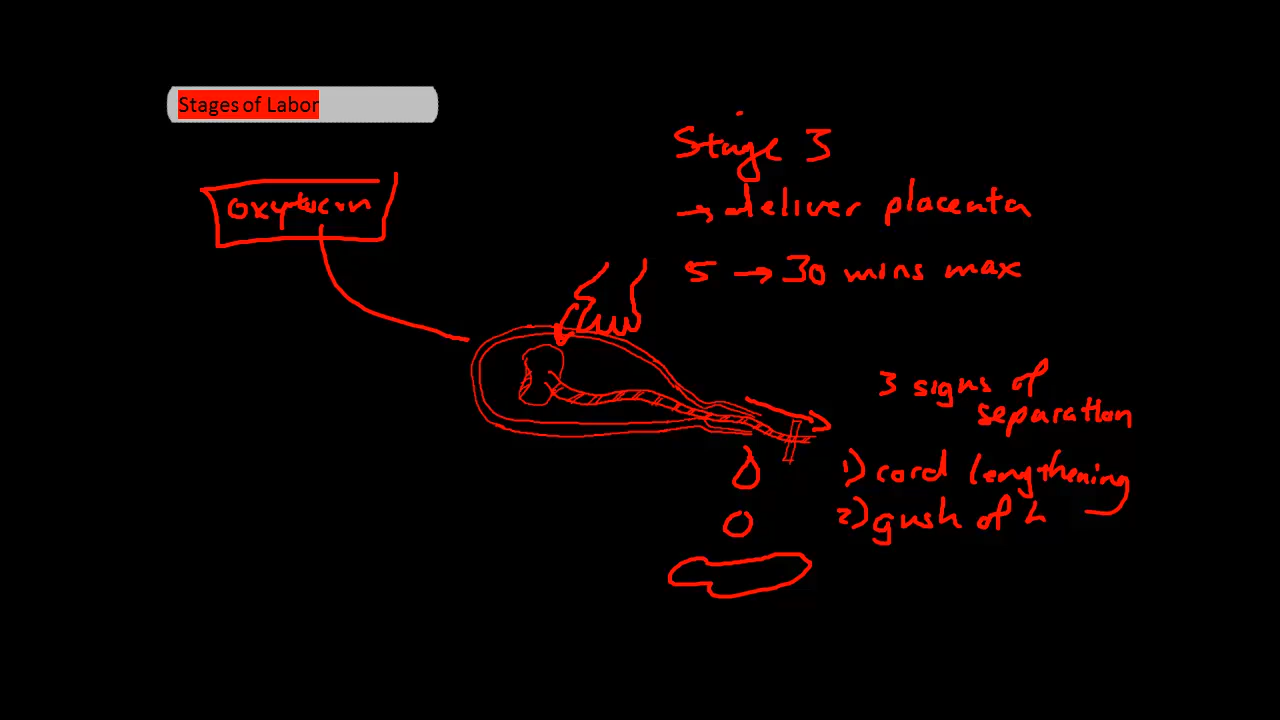 Stages of Labor
Stage 3
→ deliver placenta
5 → 30 mins max
oxytocin
3 signs of
separation
1) cord lengthening
2) gush of